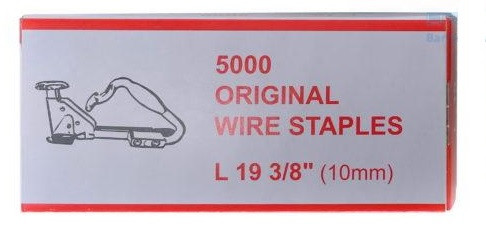 5000
ORIGINAL
WIRE STAPLES
L 19 3/8" (10mm)